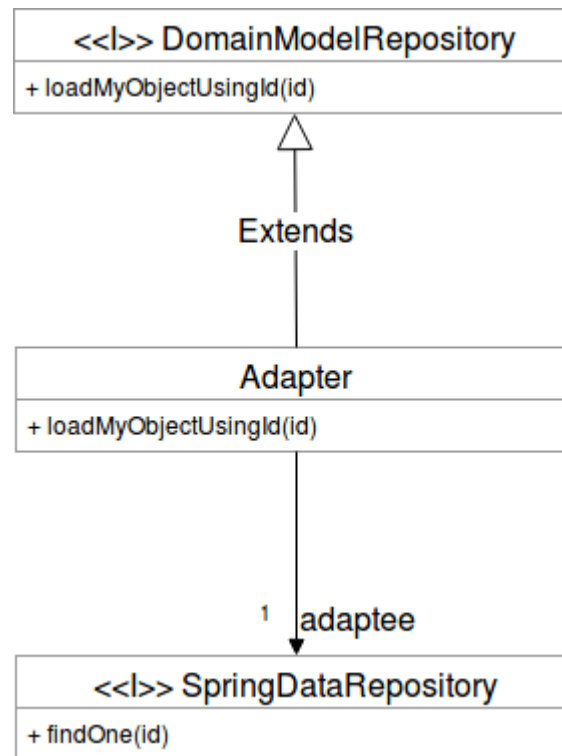 <<I>> DomainModelRepository
+ loadMyObjectUsingId(id)
Extends
Adapter
+ loadMyObjectUsingId(id)
1 adaptee
<<I>> SpringDataRepository
+ findOne(id)